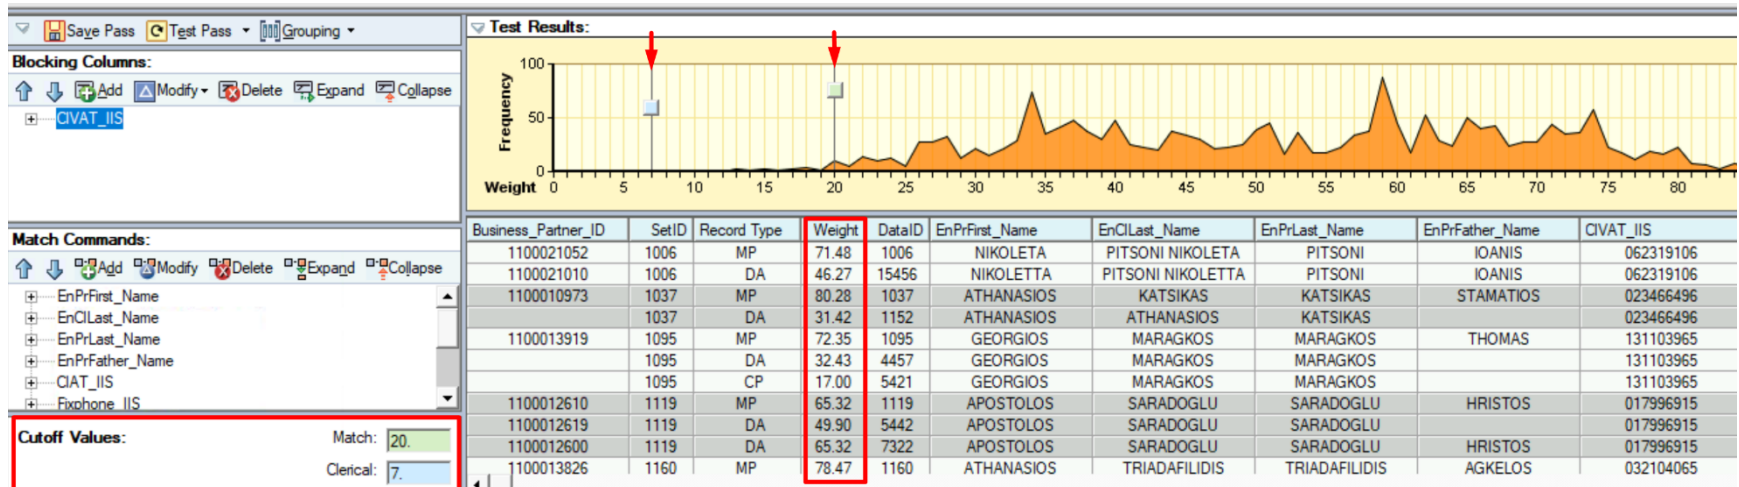 Save Pass Test Pass Grouping
Blocking Columns:
Add Modify Delete Expand Collapse
CIVAT_IIS
Match Commands:
Add Modify Delete Expand Collapse
EnPrFirst_Name
EnClLast_Name
EnPrLast_Name
EnPrFather_Name
CIAT_IIS
Fixphone_IIS
Cutoff Values: Match: 20.
Clerical: 7.
Test Results:
Frequency
100
50
0
Weight 0 5 10 15 20 25 30 35 40 45 50 55 60 65 70 75 80
Business_Partner_ID SetID Record Type Weight DataID EnPrFirst_Name EnClLast_Name EnPrLast_Name EnPrFather_Name CIVAT_IIS
1100021052 1006 MP 71.48 1006 NIKOLETA PITSONI NIKOLETA PITSONI IOANIS 062319106
1100021010 1006 DA 46.27 15456 NIKOLETTA PITSONI NIKOLETTA PITSONI IOANIS 062319106
1100010973 1037 MP 80.28 1037 ATHANASIOS KATSIKAS KATSIKAS STAMATIOS 023466496
1037 DA 31.42 1152 ATHANASIOS ATHANASIOS KATSIKAS 023466496
1100013919 1095 MP 72.35 1095 GEORGIOS MARAGKOS MARAGKOS THOMAS 131103965
1095 DA 32.43 4457 GEORGIOS MARAGKOS MARAGKOS 131103965
1095 CP 17.00 5421 GEORGIOS MARAGKOS MARAGKOS 131103965
1100012610 1119 MP 65.32 1119 APOSTOLOS SARADOGLU SARADOGLU HRISTOS 017996915
1100012619 1119 DA 49.90 5442 APOSTOLOS SARADOGLU SARADOGLU 017996915
1100012600 1119 DA 65.32 7322 APOSTOLOS SARADOGLU SARADOGLU HRISTOS 017996915
1100013826 1160 MP 78.47 1160 ATHANASIOS TRIADAFILIDIS TRIADAFILIDIS AGKELOS 032104065